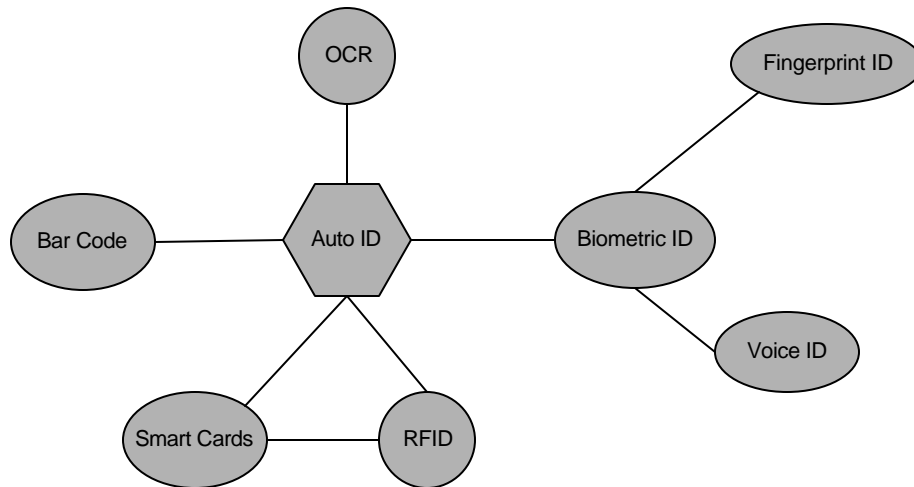 OCR
Fingerprint ID
Bar Code
Auto ID
Biometric ID
Voice ID
Smart Cards
RFID